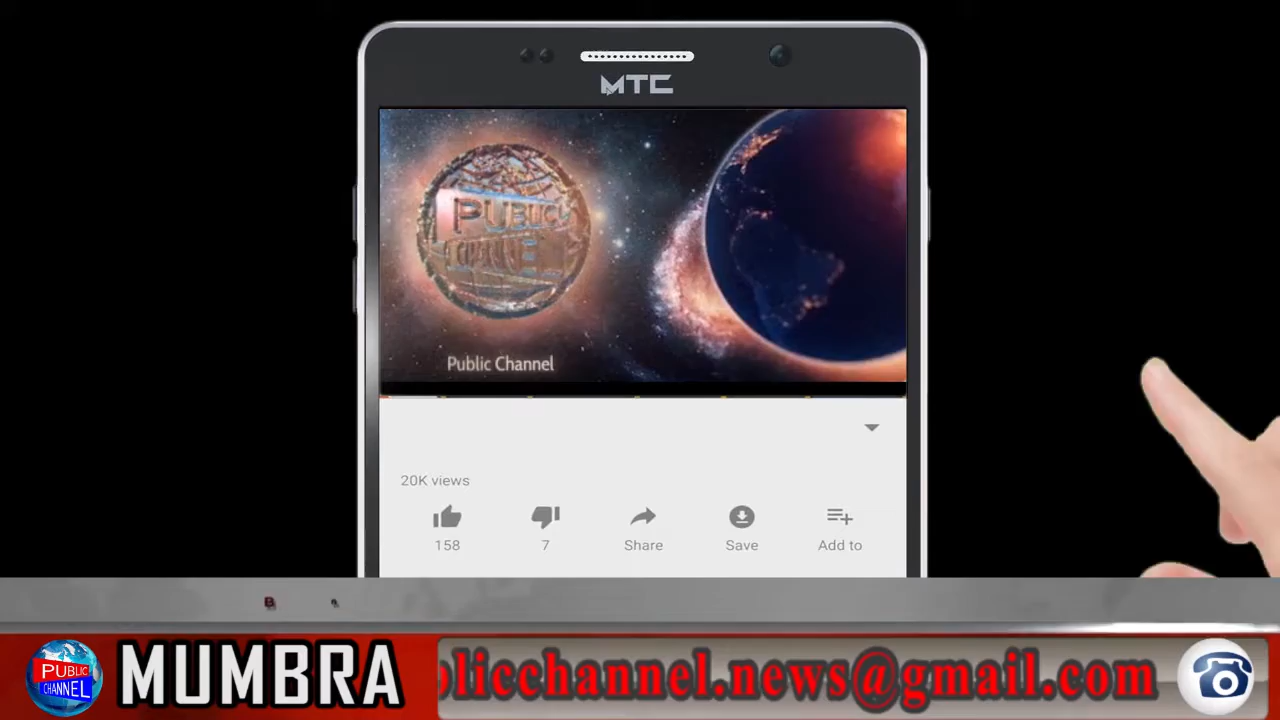 MTC
PUBLIC
CHANNEL
Public Channel
20K views
158
7
Share
Save
Add to
B
PUBLIC
CHANNEL
MUMBRA
blicchannel.news@gmail.com